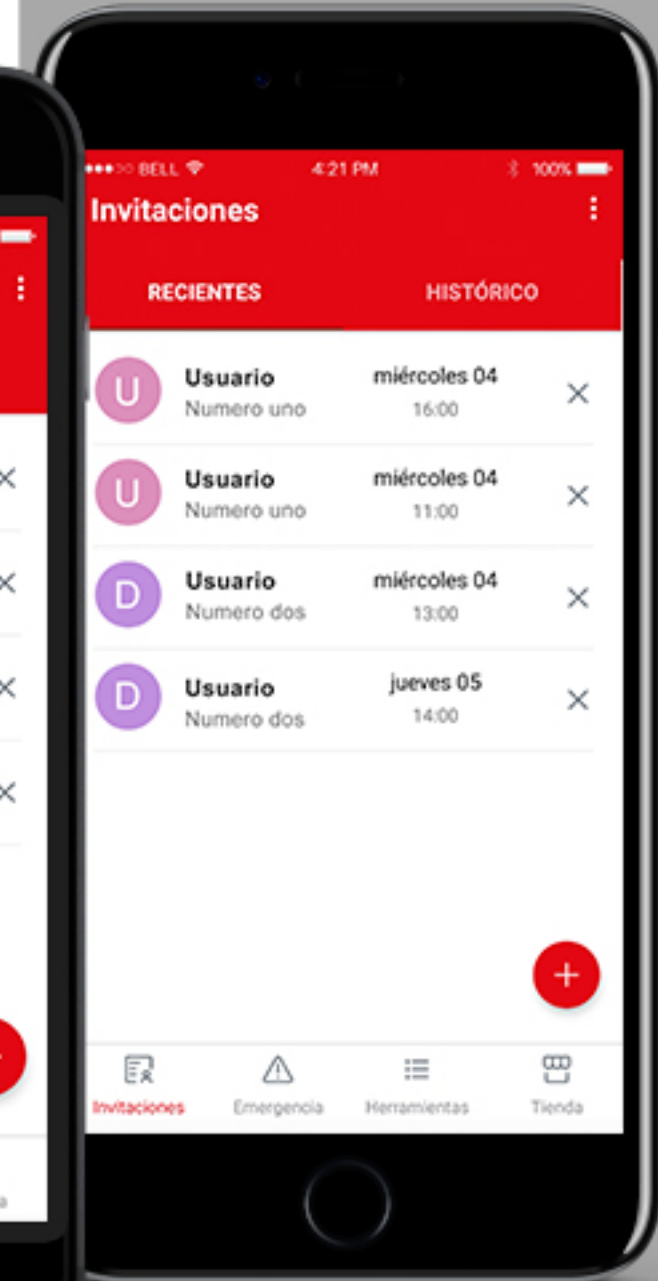 BELL 4:21 PM 100%
Invitaciones
RECIENTES HISTÓRICO
U Usuario miércoles 04
Numero uno 16:00
U Usuario miércoles 04
Numero uno 11:00
D Usuario miércoles 04
Numero dos 13:00
D Usuario jueves 05
Numero dos 14:00
Invitaciones Emergencia Herramientas Tienda
a